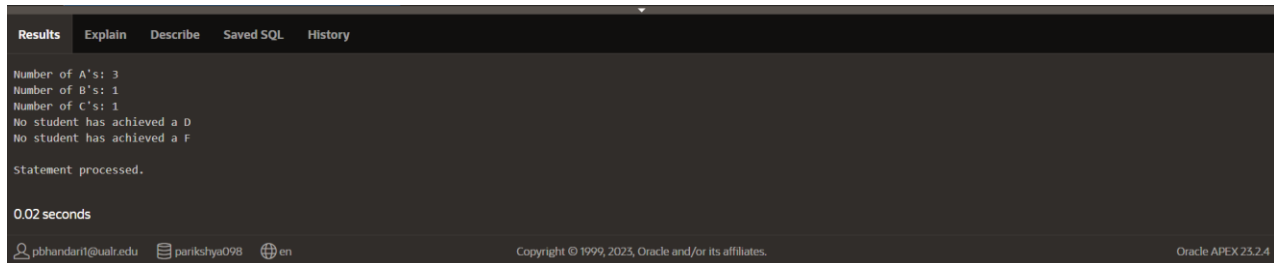 Results Explain Describe Saved SQL History
Number of A's: 3
Number of B's: 1
Number of C's: 1
No student has achieved a D
No student has achieved a F
Statement processed.
0.02 seconds
pbhandari1@ualr.edu parikshya098 en Copyright © 1999, 2023, Oracle and/or its affiliates. Oracle APEX 23.2.4